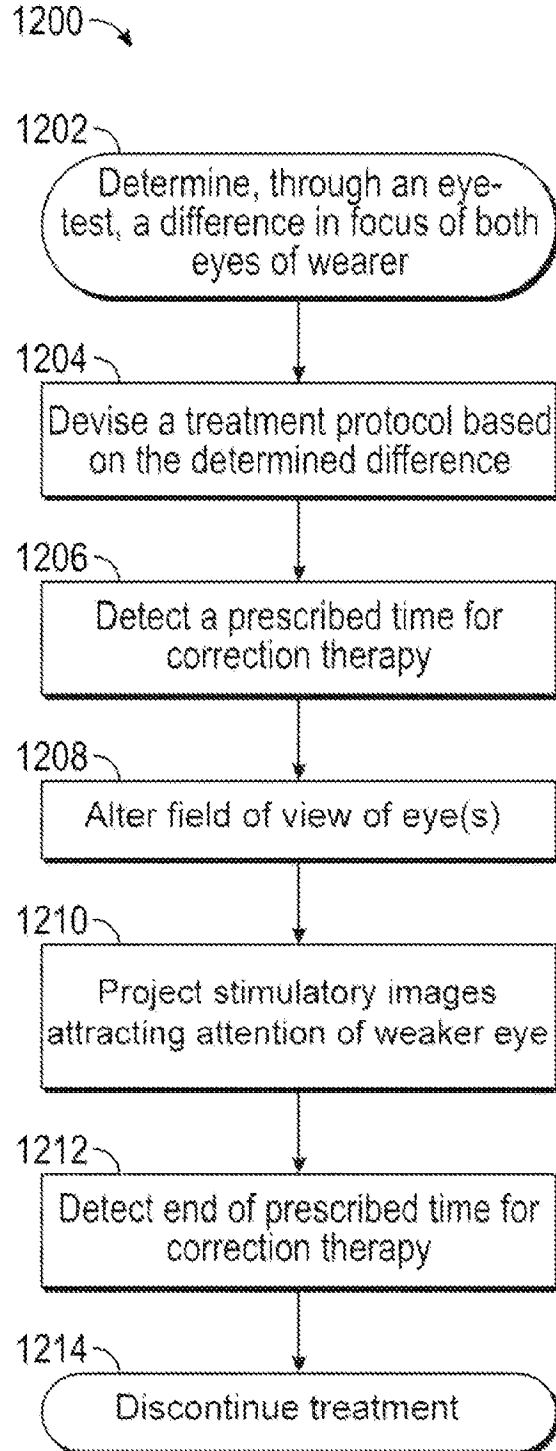 1200
1202
Determine, through an eye-
test, a difference in focus of both
eyes of wearer
1204
Devise a treatment protocol based
on the determined difference
1206
Detect a prescribed time for
correction therapy
1208
Alter field of view of eye(s)
1210
Project stimulatory images
attracting attention of weaker eye
1212
Detect end of prescribed time for
correction therapy
1214
Discontinue treatment